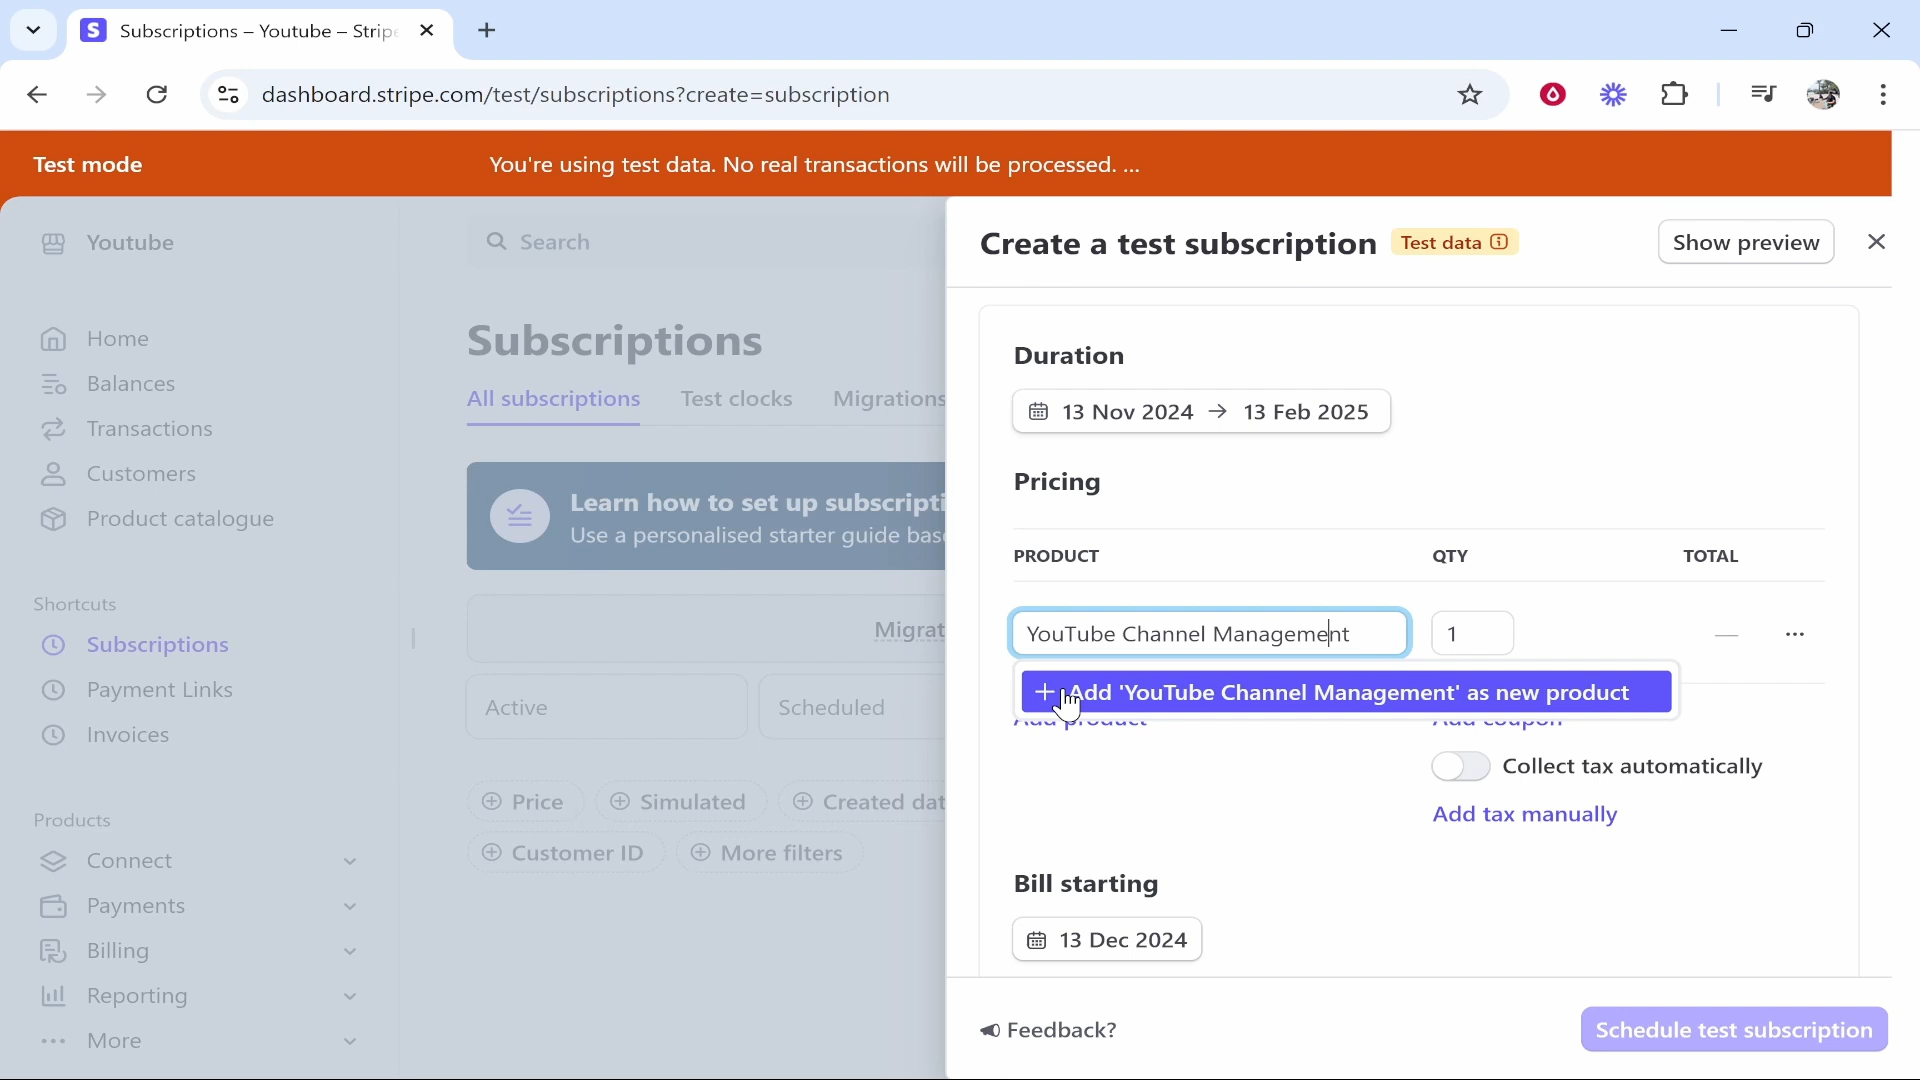 Subscriptions – Youtube – Stripe
dashboard.stripe.com/test/subscriptions?create=subscription
Test mode
You're using test data. No real transactions will be processed. ...
Youtube
Search
Create a test subscription
Test data
Show preview
Home
Balances
Transactions
Customers
Product catalogue
Shortcuts
Subscriptions
Payment Links
Invoices
Products
Connect
Payments
Billing
Reporting
More
Subscriptions
All subscriptions
Test clocks
Migrations
Learn how to set up subscripti
Use a personalised starter guide bas
Migrat
Active
Scheduled
Price
Simulated
Created dat
Customer ID
More filters
Duration
13 Nov 2024 → 13 Feb 2025
Pricing
PRODUCT QTY TOTAL
YouTube Channel Management 1 — ...
+ Add 'YouTube Channel Management' as new product
Add product
Add coupon
Collect tax automatically
Add tax manually
Bill starting
13 Dec 2024
Feedback?
Schedule test subscription